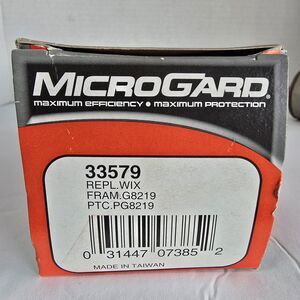 MICROGARD
MAXIMUM EFFICIENCY • MAXIMUM PROTECTION
33579
REPL.WIX
FRAM.G8219
PTC.PG8219
0 31447 07385 2
MADE IN TAIWAN